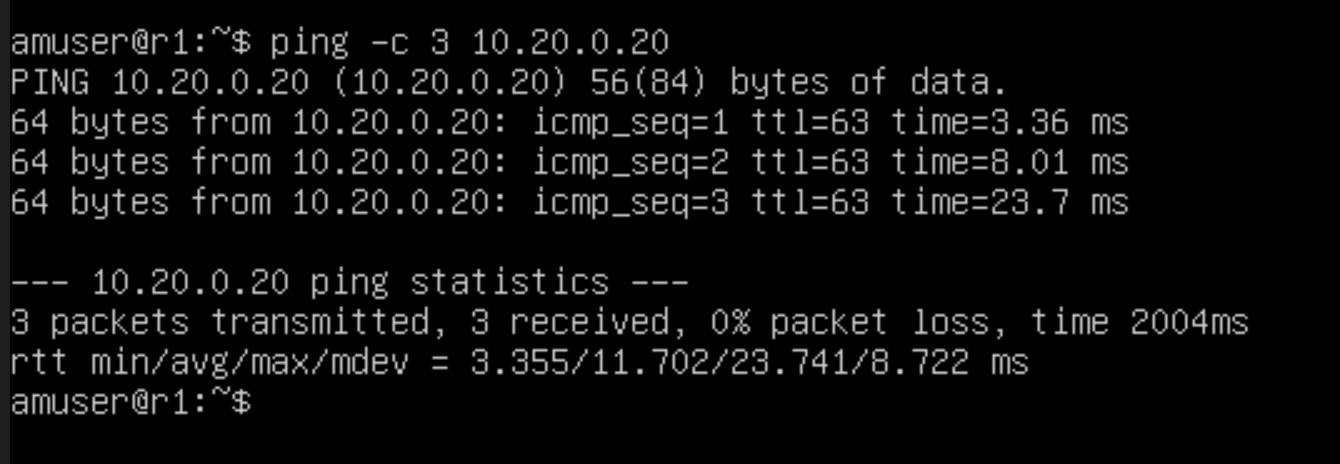 amuser@r1:~$ ping -c 3 10.20.0.20
PING 10.20.0.20 (10.20.0.20) 56(84) bytes of data.
64 bytes from 10.20.0.20: icmp_seq=1 ttl=63 time=3.36 ms
64 bytes from 10.20.0.20: icmp_seq=2 ttl=63 time=8.01 ms
64 bytes from 10.20.0.20: icmp_seq=3 ttl=63 time=23.7 ms

--- 10.20.0.20 ping statistics ---
3 packets transmitted, 3 received, 0% packet loss, time 2004ms
rtt min/avg/max/mdev = 3.355/11.702/23.741/8.722 ms
amuser@r1:~$